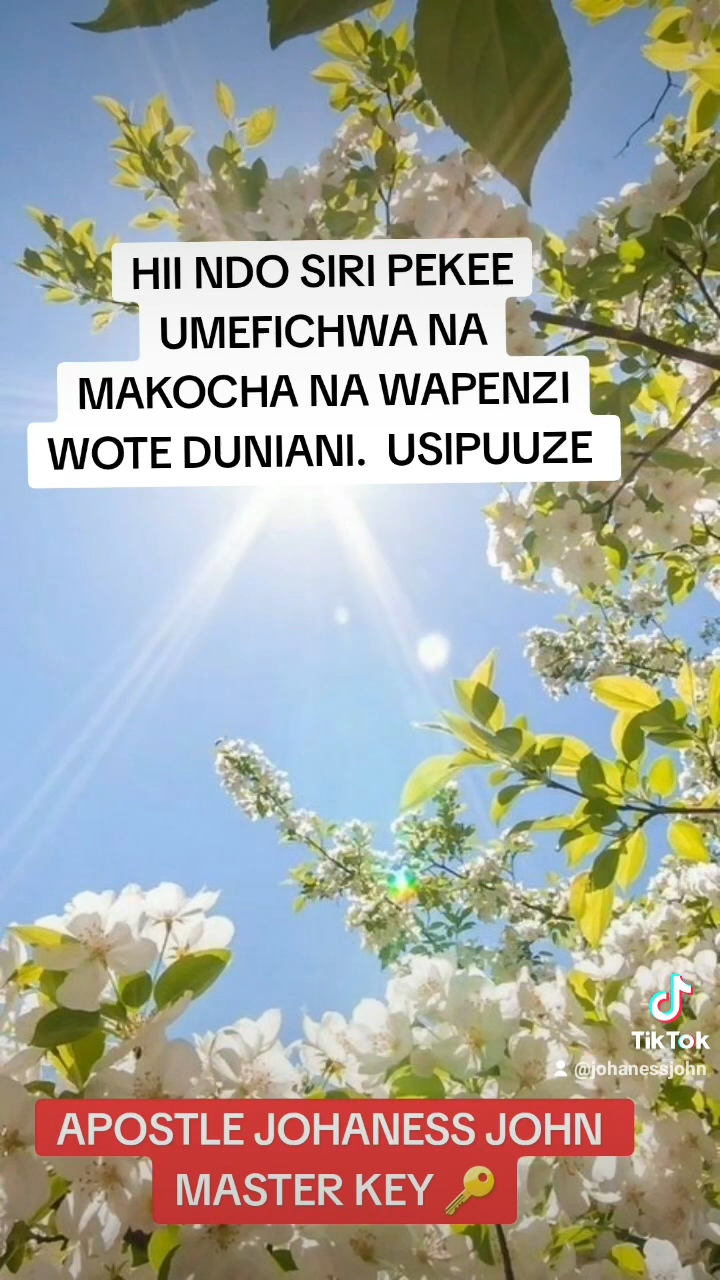 HII NDO SIRI PEKEE
UMEFICHWA NA
MAKOCHA NA WAPENZI
WOTE DUNIANI. USIPUUZE
TikTok
@johanessjohn
APOSTLE JOHANESS JOHN
MASTER KEY 🔑